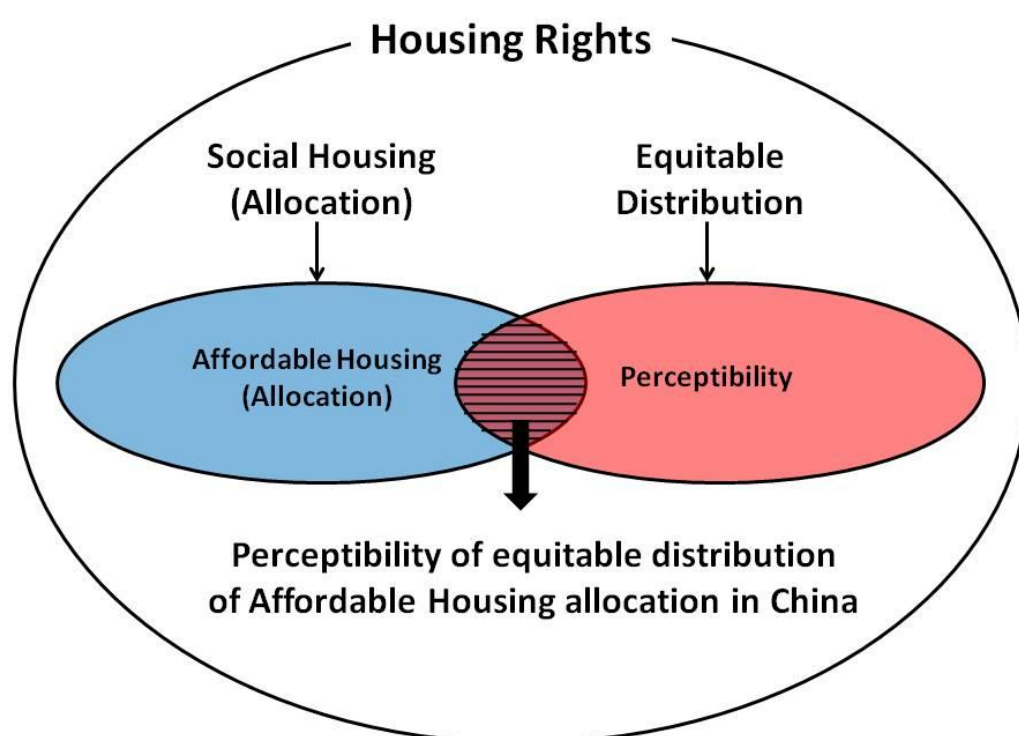 Housing Rights
Social Housing
(Allocation)
Equitable
Distribution
Affordable Housing
(Allocation)
Perceptibility
Perceptibility of equitable distribution
of Affordable Housing allocation in China